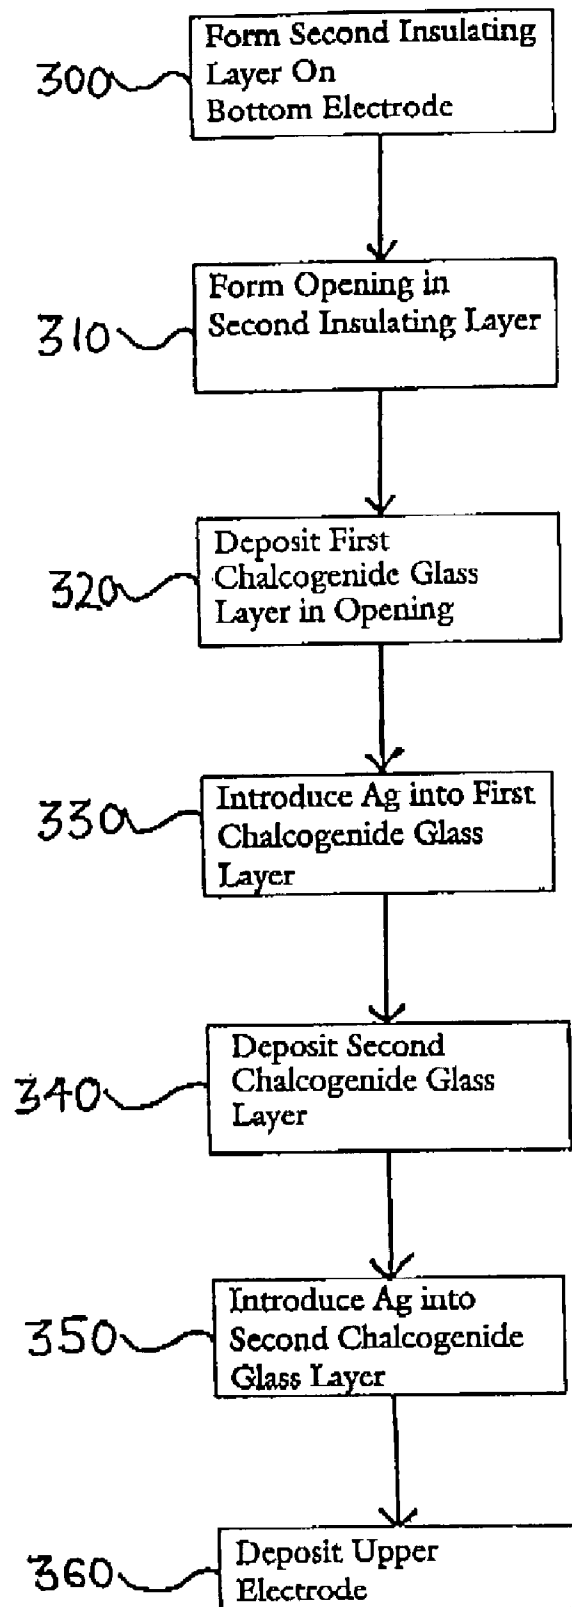 300
Form Second Insulating
Layer On
Bottom Electrode
310
Form Opening in
Second Insulating Layer
320
Deposit First
Chalcogenide Glass
Layer in Opening
330
Introduce Ag into First
Chalcogenide Glass
Layer
340
Deposit Second
Chalcogenide Glass
Layer
350
Introduce Ag into
Second Chalcogenide
Glass Layer
360
Deposit Upper
Electrode